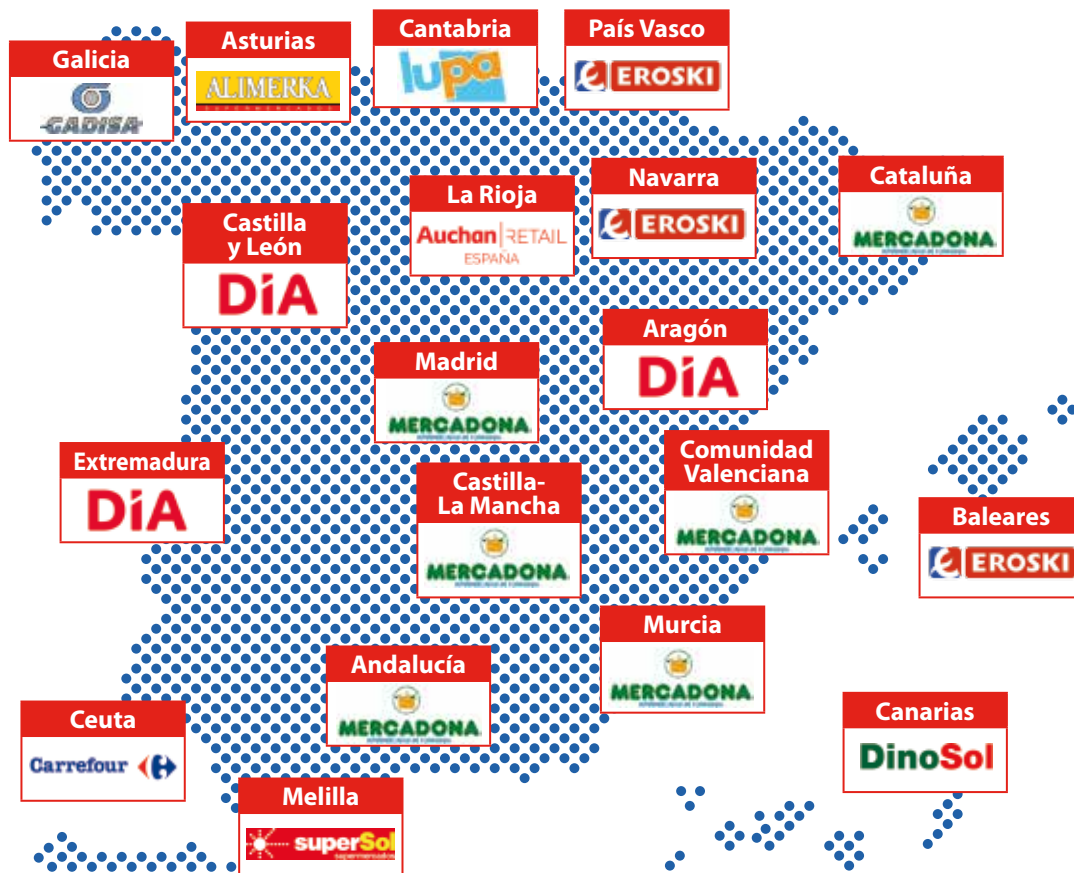 Galicia
GADISA
Asturias
ALIMERKA
SUPERMERCADOS
Cantabria
lupa
País Vasco
EROSKI
Castilla
y León
DiA
La Rioja
Auchan RETAIL
ESPAÑA
Navarra
EROSKI
Cataluña
MERCADONA
Madrid
MERCADONA
Aragón
DiA
Extremadura
DiA
Castilla-
La Mancha
MERCADONA
Comunidad
Valenciana
MERCADONA
Baleares
EROSKI
Andalucía
MERCADONA
Murcia
MERCADONA
Ceuta
Carrefour
Melilla
superSol
supermercados
Canarias
DinoSol